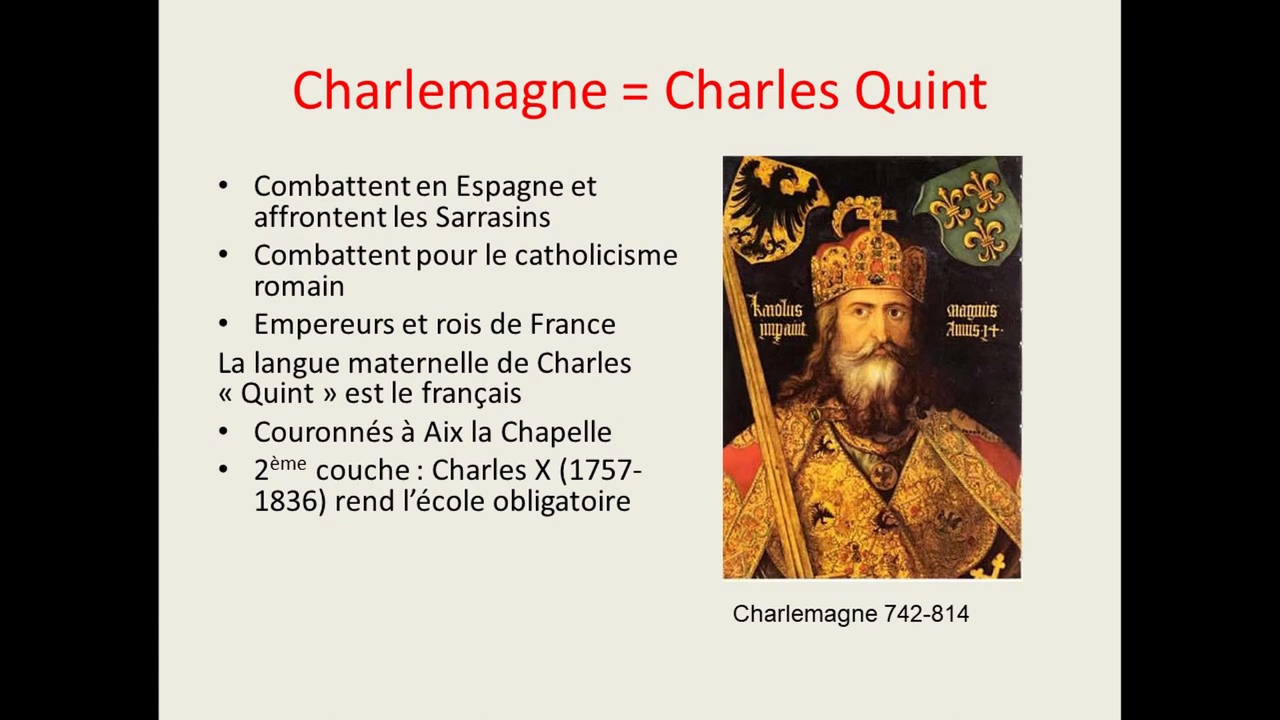 Charlemagne = Charles Quint
• Combattent en Espagne et
affrontent les Sarrasins
• Combattent pour le catholicisme
romain
• Empereurs et rois de France
La langue maternelle de Charles
« Quint » est le français
• Couronnés à Aix la Chapelle
• 2ème couche : Charles X (1757-
1836) rend l’école obligatoire
karolus magnus
Charlemagne 742-814